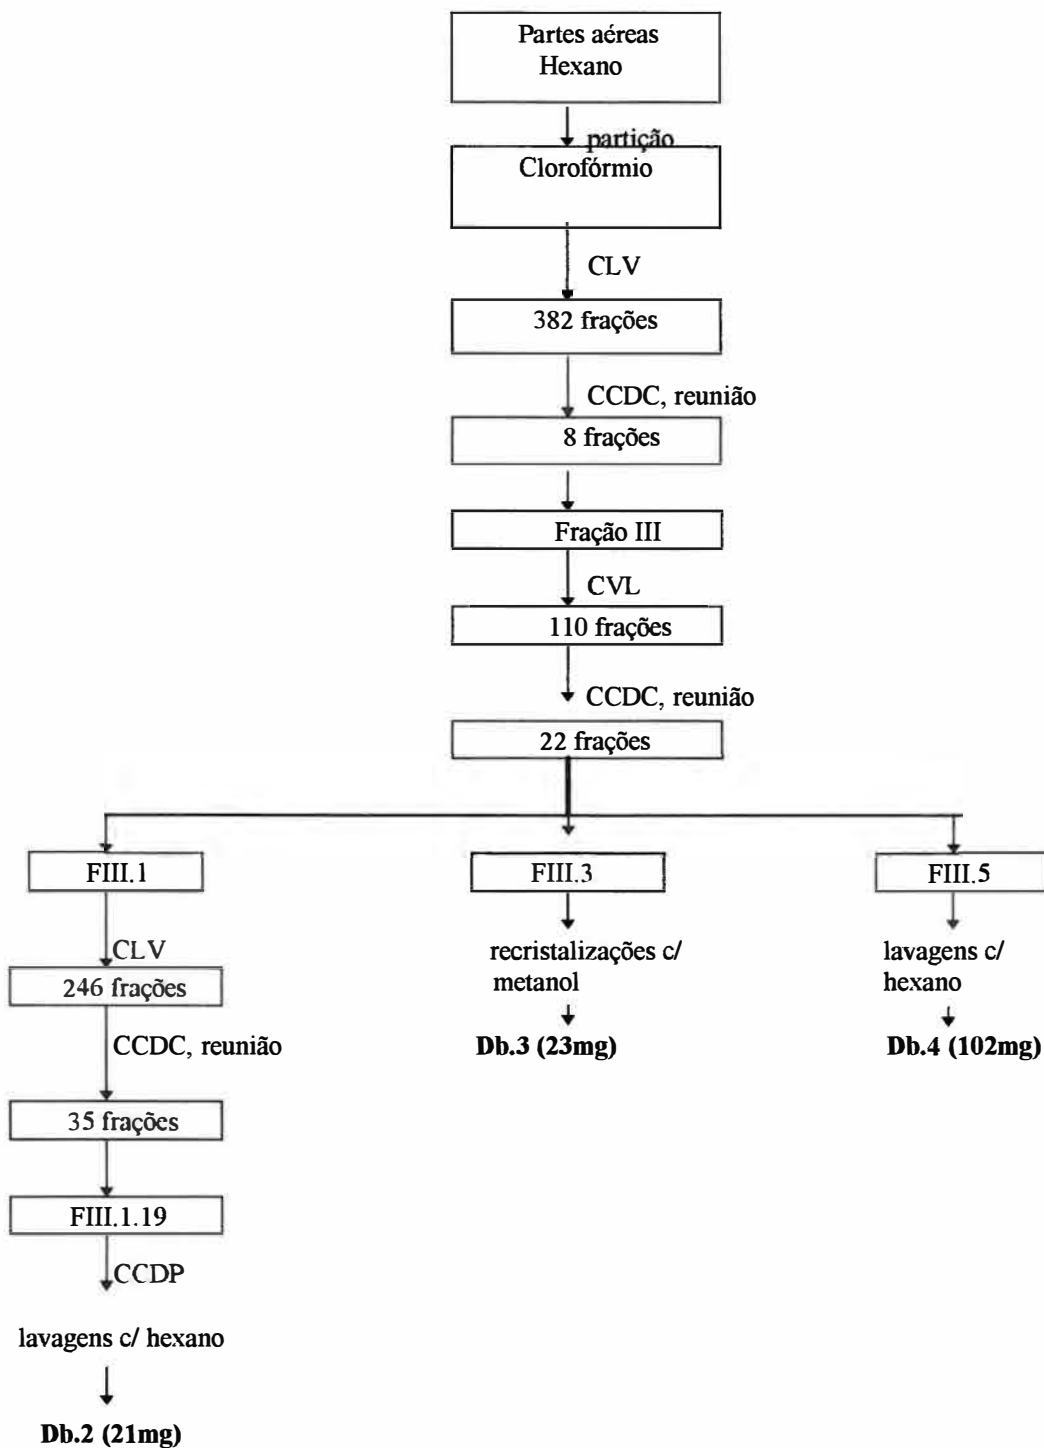 Partes aéreas
Hexano
partição
Clorofórmio
CLV
382 frações
CCDC, reunião
8 frações
Fração III
CVL
110 frações
CCDC, reunião
22 frações
FIII.1
FIII.3
FIII.5
CLV
246 frações
CCDC, reunião
35 frações
FIII.1.19
CCDP
lavagens c/ hexano
Db.2 (21mg)
recristalizações c/
metanol
Db.3 (23mg)
lavagens c/
hexano
Db.4 (102mg)